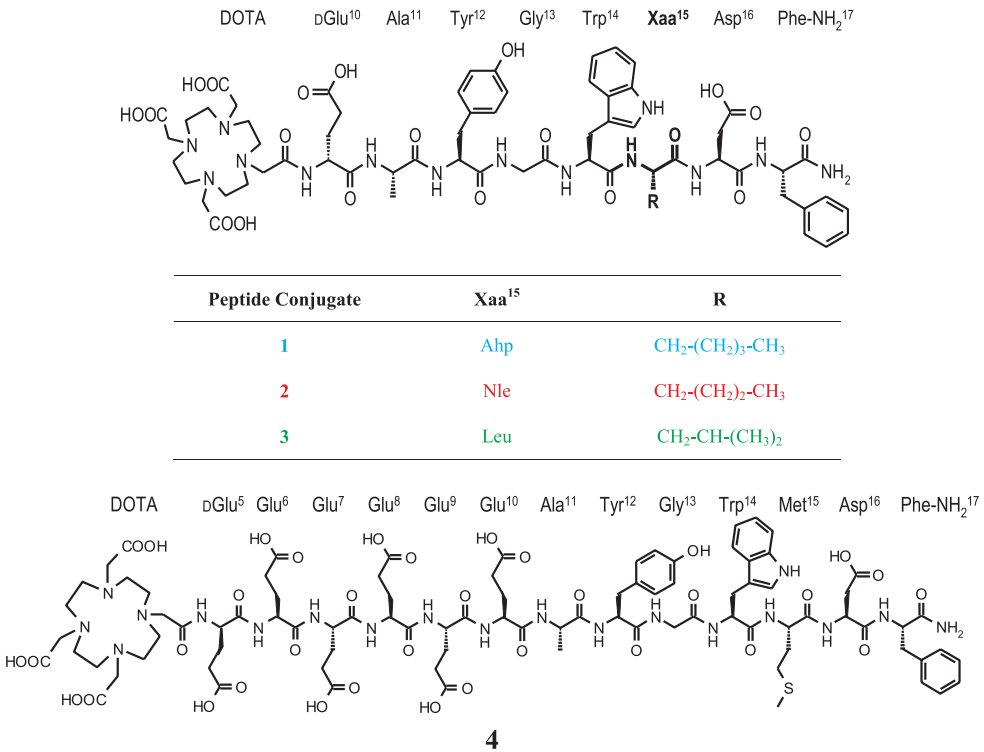 DOTA DGlu10 Ala11 Tyr12 Gly13 Trp14 Xaa15 Asp16 Phe-NH217
HOOC
HOOC
N
N
N
N
COOH
O
OH
O
N
H
O
H
N
O
N
H
OH
O
H
N
O
N
H
NH
O
H
N
R
O
N
H
HO
O
O
H
N
O
NH2
Peptide Conjugate Xaa15 R
1 Ahp CH2-(CH2)3-CH3
2 Nle CH2-(CH2)2-CH3
3 Leu CH2-CH-(CH3)2
DOTA DGlu5 Glu6 Glu7 Glu8 Glu9 Glu10 Ala11 Tyr12 Gly13 Trp14 Met15 Asp16 Phe-NH217
COOH
N
N
N
N
HOOC
HOOC
O
H
N
O
HO
O
HO
O
N
H
O
H
N
O
HO
O
HO
O
N
H
O
H
N
O
HO
O
HO
O
N
H
O
H
N
O
N
H
OH
O
H
N
O
N
H
NH
O
H
N
S
O
N
H
HO
O
O
H
N
O
NH2
4